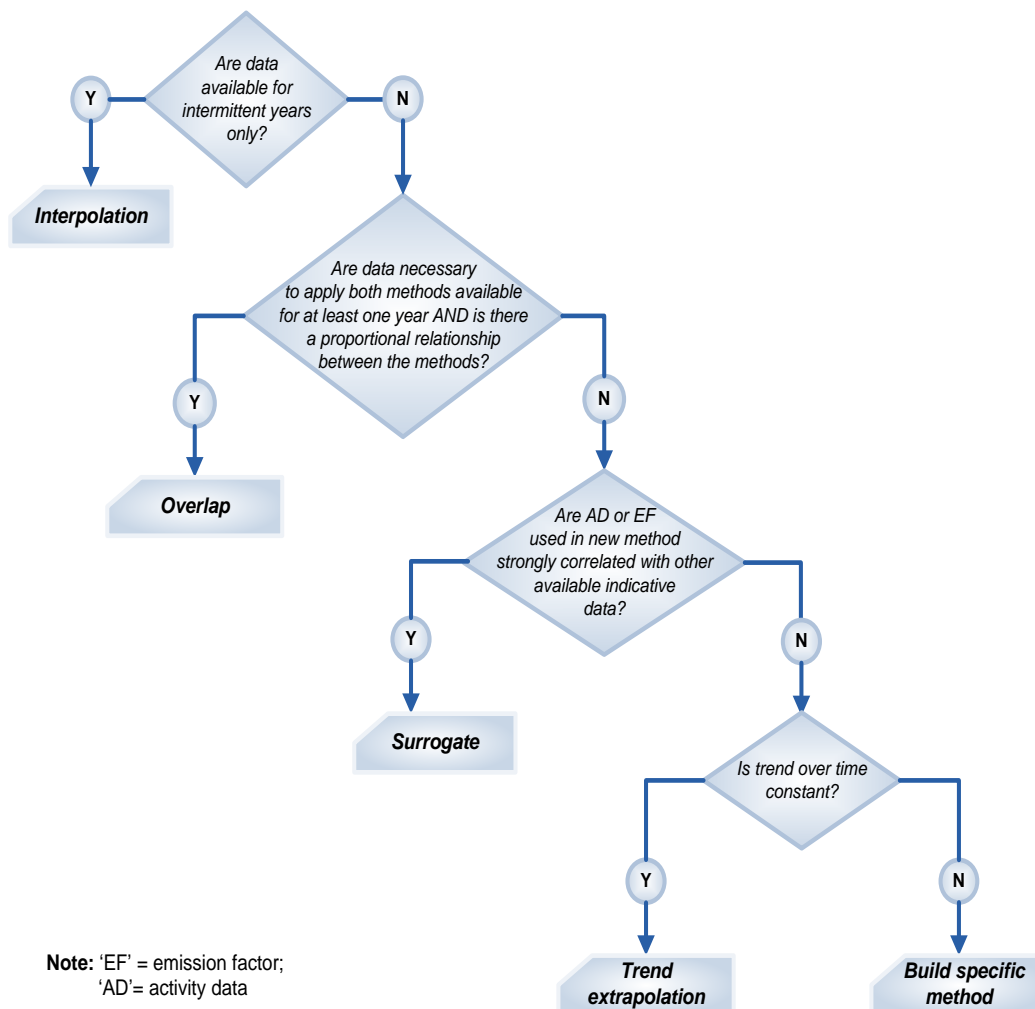 Are data
available for
intermittent years
only?
Y
N
Interpolation
Are data necessary
to apply both methods available
for at least one year AND is there
a proportional relationship
between the methods?
Y
N
Overlap
Are AD or EF
used in new method
strongly correlated with other
available indicative
data?
Y
N
Surrogate
Is trend over time
constant?
Y
N
Trend
extrapolation
Build specific
method
Note: ‘EF’ = emission factor;
‘AD’= activity data